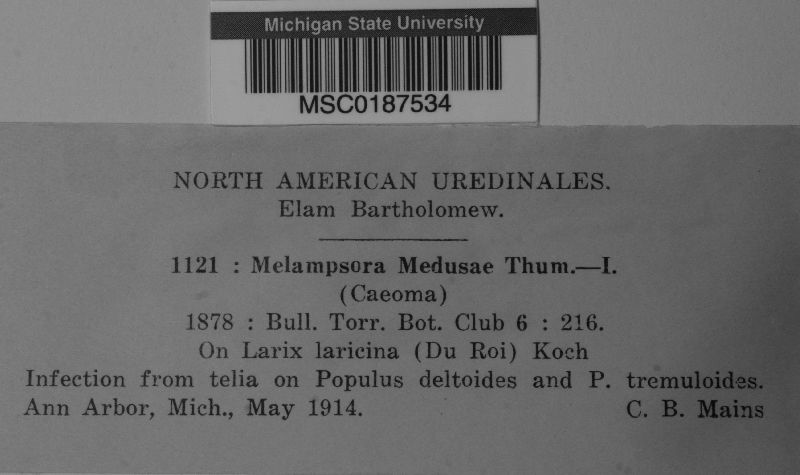 Michigan State University
MSC0187534
NORTH AMERICAN UREDINALES.
Elam Bartholomew.
1121 : Melampsora Medusae Thum.—I.
(Caeoma)
1878 : Bull. Torr. Bot. Club 6 : 216.
On Larix laricina (Du Roi) Koch
Infection from telia on Populus deltoides and P. tremuloides.
Ann Arbor, Mich., May 1914. C. B. Mains